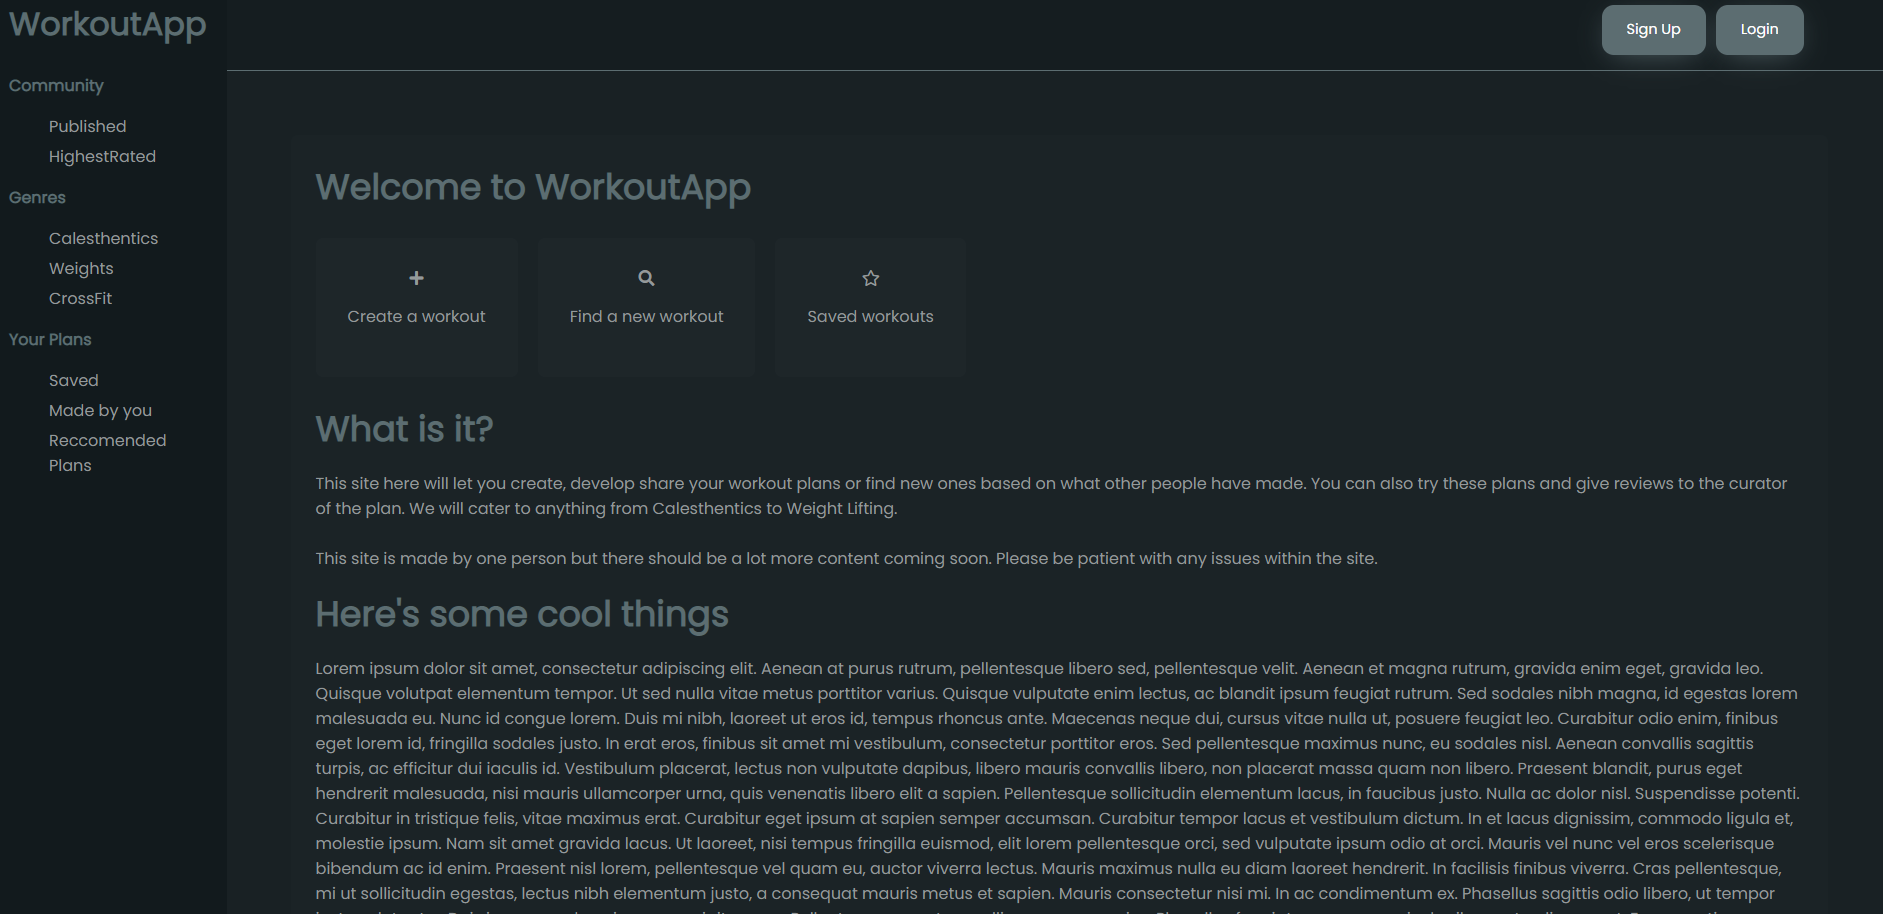 WorkoutApp
Sign Up
Login
Community
Published
HighestRated
Genres
Calesthentics
Weights
CrossFit
Your Plans
Saved
Made by you
Reccomended
Plans
Welcome to WorkoutApp
Create a workout
Find a new workout
Saved workouts
What is it?
This site here will let you create, develop share your workout plans or find new ones based on what other people have made. You can also try these plans and give reviews to the curator
of the plan. We will cater to anything from Calesthentics to Weight Lifting.
This site is made by one person but there should be a lot more content coming soon. Please be patient with any issues within the site.
Here's some cool things
Lorem ipsum dolor sit amet, consectetur adipiscing elit. Aenean at purus rutrum, pellentesque libero sed, pellentesque velit. Aenean et magna rutrum, gravida enim eget, gravida leo.
Quisque volutpat elementum tempor. Ut sed nulla vitae metus porttitor varius. Quisque vulputate enim lectus, ac blandit ipsum feugiat rutrum. Sed sodales nibh magna, id egestas lorem
malesuada eu. Nunc id congue lorem. Duis mi nibh, laoreet ut eros id, tempus rhoncus ante. Maecenas neque dui, cursus vitae nulla ut, posuere feugiat leo. Curabitur odio enim, finibus
eget lorem id, fringilla sodales justo. In erat eros, finibus sit amet mi vestibulum, consectetur porttitor eros. Sed pellentesque maximus nunc, eu sodales nisl. Aenean convallis sagittis
turpis, ac efficitur dui iaculis id. Vestibulum placerat, lectus non vulputate dapibus, libero mauris convallis libero, non placerat massa quam non libero. Praesent blandit, purus eget
hendrerit malesuada, nisi mauris ullamcorper urna, quis venenatis libero elit a sapien. Pellentesque sollicitudin elementum lacus, in faucibus justo. Nulla ac dolor nisl. Suspendisse potenti.
Curabitur in tristique felis, vitae maximus erat. Curabitur eget ipsum at sapien semper accumsan. Curabitur tempor lacus et vestibulum dictum. In et lacus dignissim, commodo ligula et,
molestie ipsum. Nam sit amet gravida lacus. Ut laoreet, nisi tempus fringilla euismod, elit lorem pellentesque orci, sed vulputate ipsum odio at orci. Mauris vel nunc vel eros scelerisque
bibendum ac id enim. Praesent nisl lorem, pellentesque vel quam eu, auctor viverra lectus. Mauris maximus nulla eu diam laoreet hendrerit. In facilisis finibus viverra. Cras pellentesque,
mi ut sollicitudin egestas, lectus nibh elementum justo, a consequat mauris metus et sapien. Mauris consectetur nisi mi. In ac condimentum ex. Phasellus sagittis odio libero, ut tempor